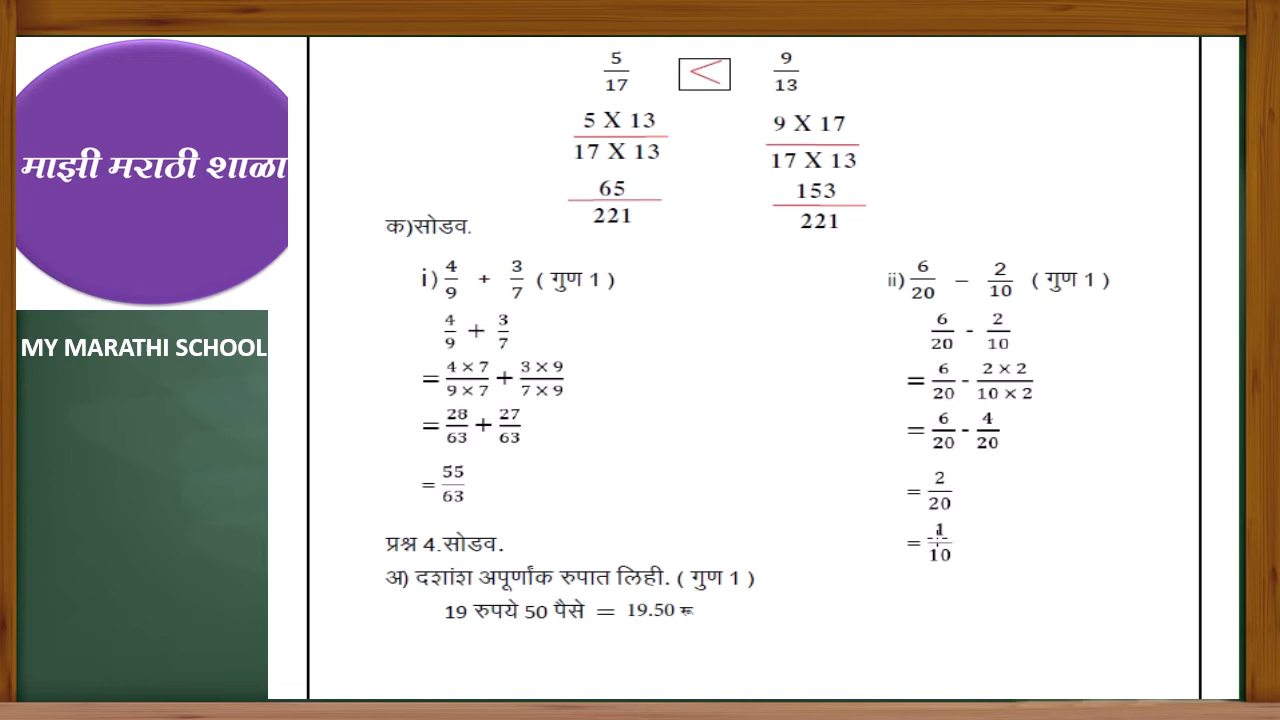 माझी मराठी शाळा
MY MARATHI SCHOOL
5/17 < 9/13
5 X 13 / 17 X 13    9 X 17 / 17 X 13
65/221    153/221
क)सोडव.
i) 4/9 + 3/7 ( गुण 1 )
4/9 + 3/7
= 4 × 7 / 9 × 7 + 3 × 9 / 7 × 9
= 28/63 + 27/63
= 55/63
ii) 6/20 – 2/10 ( गुण 1 )
6/20 - 2/10
= 6/20 - 2 × 2 / 10 × 2
= 6/20 - 4/20
= 2/20
= 1/10
प्रश्न 4.सोडव.
अ) दशांश अपूर्णांक रुपात लिही. ( गुण 1 )
19 रुपये 50 पैसे = 19.50 रू